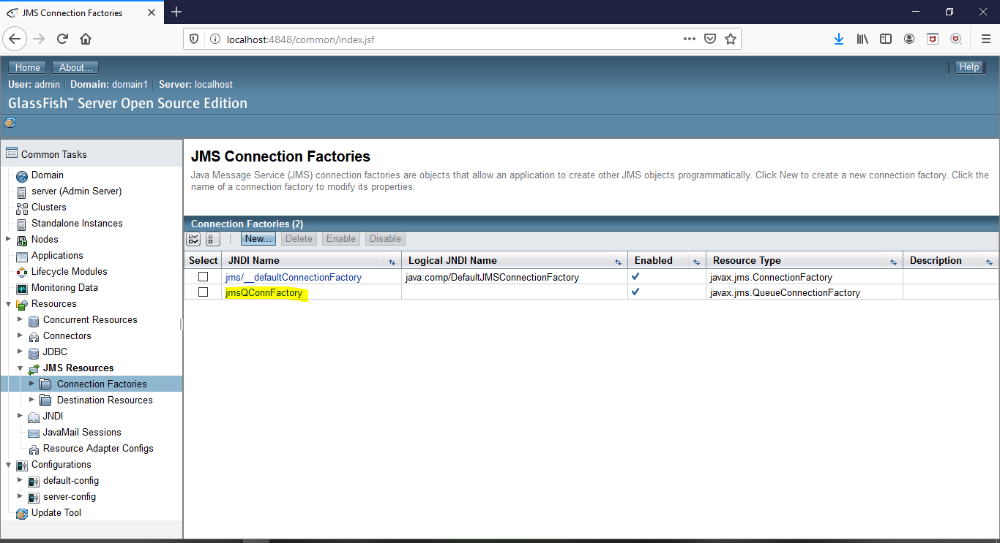 JMS Connection Factories
localhost:4848/common/index.jsf
Home About... Help
User: admin Domain: domain1 Server: localhost
GlassFish™ Server Open Source Edition
Common Tasks
Domain
server (Admin Server)
Clusters
Standalone Instances
Nodes
Applications
Lifecycle Modules
Monitoring Data
Resources
Concurrent Resources
Connectors
JDBC
JMS Resources
Connection Factories
Destination Resources
JNDI
JavaMail Sessions
Resource Adapter Configs
Configurations
default-config
server-config
Update Tool
JMS Connection Factories
Java Message Service (JMS) connection factories are objects that allow an application to create other JMS objects programmatically. Click New to create a new connection factory. Click the
name of a connection factory to modify its properties.
Connection Factories (2)
New... Delete Enable Disable
Select JNDI Name Logical JNDI Name Enabled Resource Type Description
jms/__defaultConnectionFactory java:comp/DefaultJMSConnectionFactory javax.jms.ConnectionFactory
jmsQConnFactory javax.jms.QueueConnectionFactory